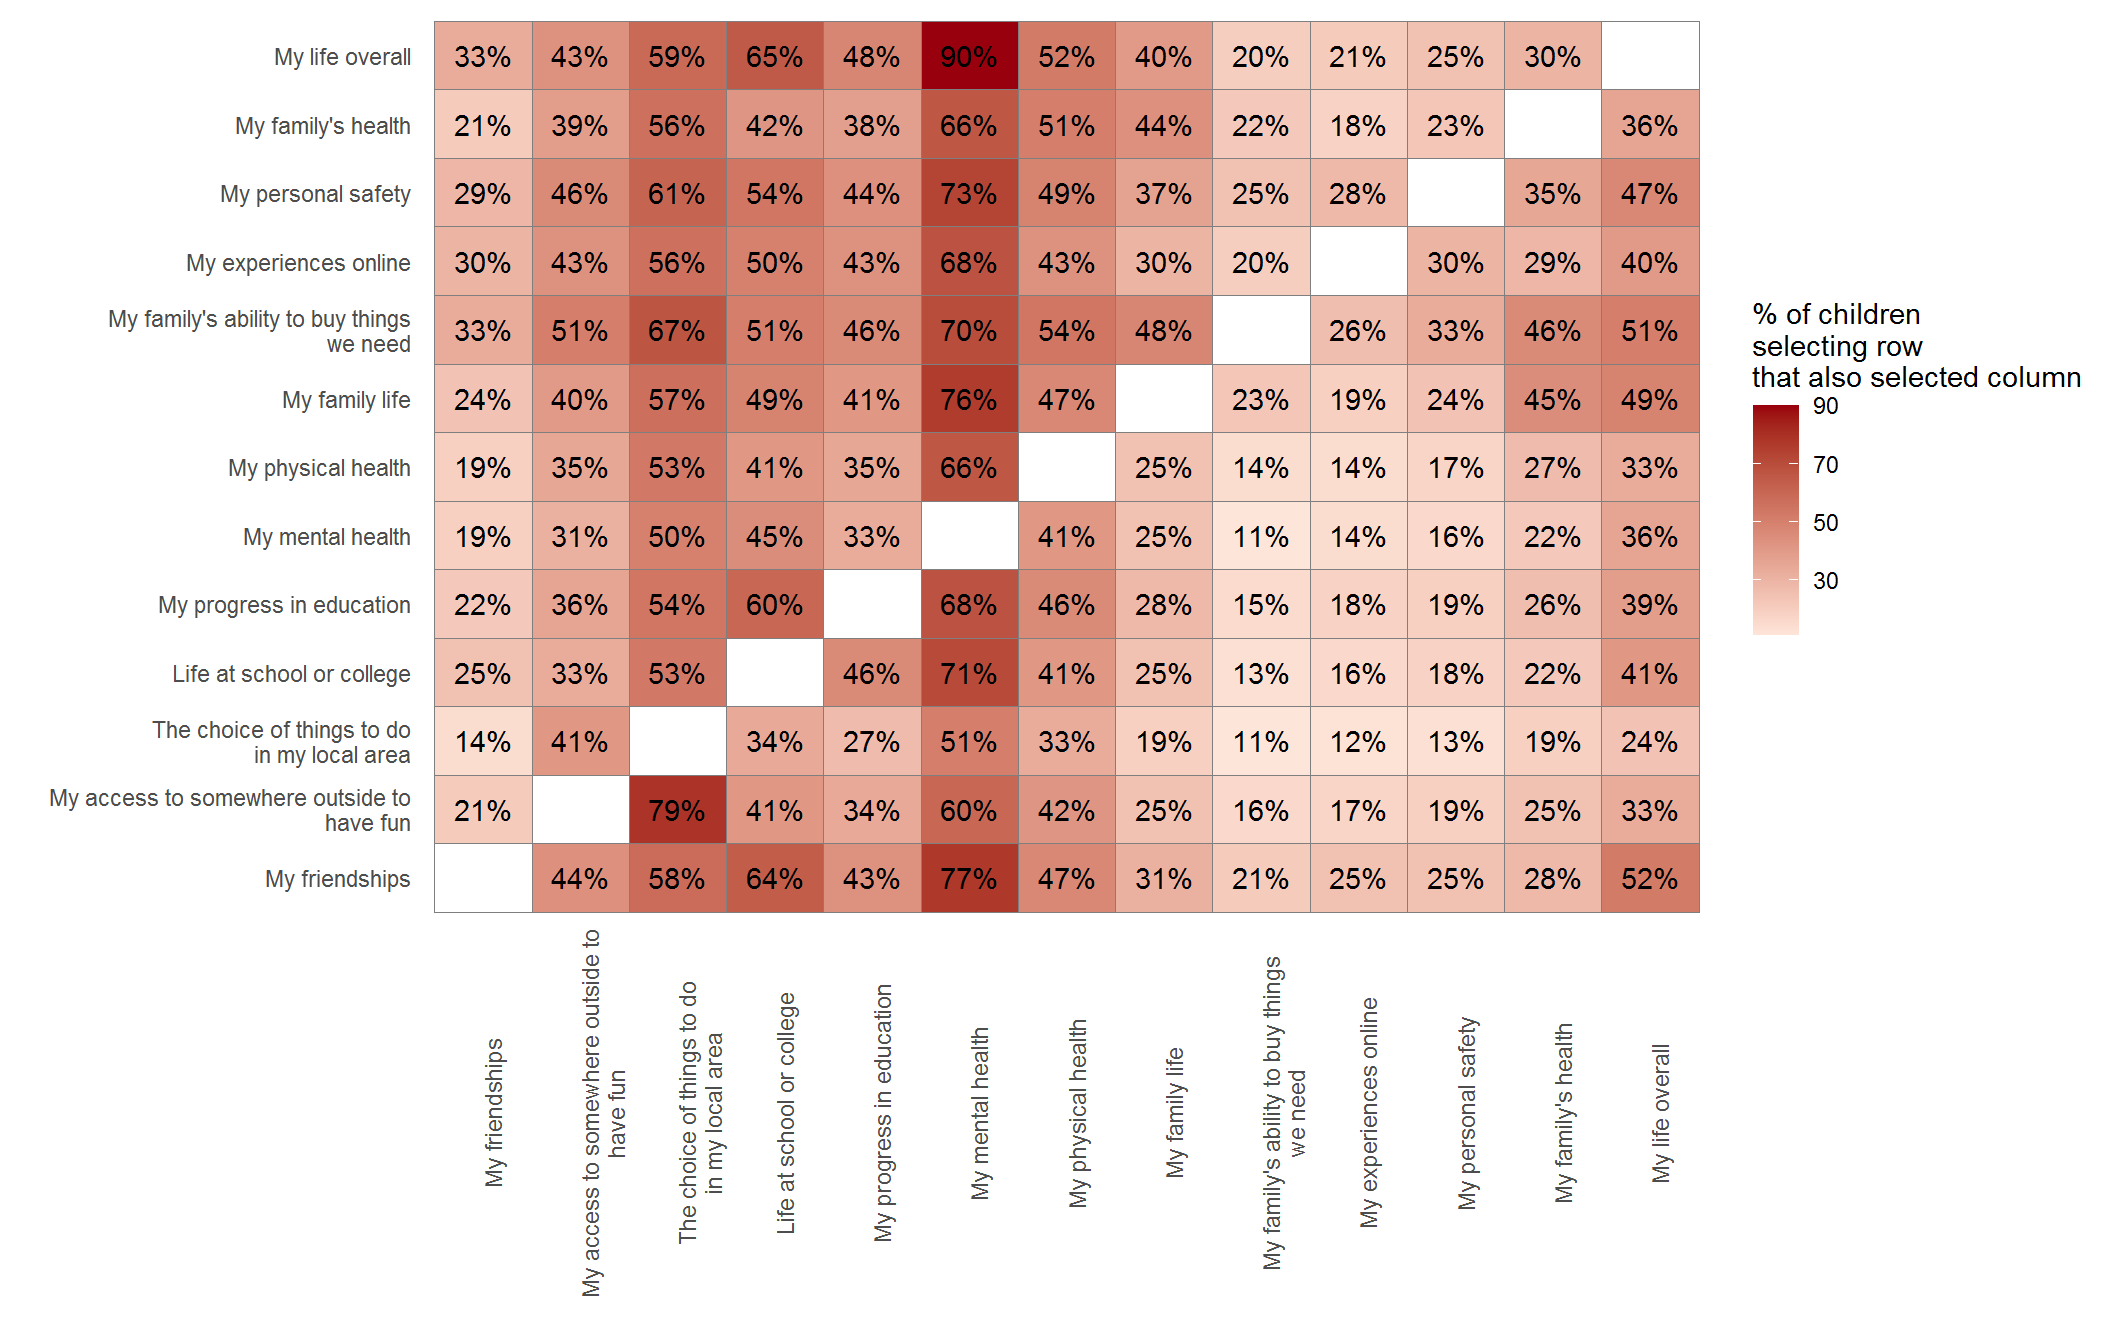 My life overall 33% 43% 59% 65% 48% 90% 52% 40% 20% 21% 25% 30%
My family's health 21% 39% 56% 42% 38% 66% 51% 44% 22% 18% 23% 36%
My personal safety 29% 46% 61% 54% 44% 73% 49% 37% 25% 28% 35% 47%
My experiences online 30% 43% 56% 50% 43% 68% 43% 30% 20% 30% 29% 40%
My family's ability to buy things
we need 33% 51% 67% 51% 46% 70% 54% 48% 26% 33% 46% 51%
My family life 24% 40% 57% 49% 41% 76% 47% 23% 19% 24% 45% 49%
My physical health 19% 35% 53% 41% 35% 66% 25% 14% 14% 17% 27% 33%
My mental health 19% 31% 50% 45% 33% 41% 25% 11% 14% 16% 22% 36%
My progress in education 22% 36% 54% 60% 68% 46% 28% 15% 18% 19% 26% 39%
Life at school or college 25% 33% 53% 46% 71% 41% 25% 13% 16% 18% 22% 41%
The choice of things to do
in my local area 14% 41% 34% 27% 51% 33% 19% 11% 12% 13% 19% 24%
My access to somewhere outside to
have fun 21% 79% 41% 34% 60% 42% 25% 16% 17% 19% 25% 33%
My friendships 44% 58% 64% 43% 77% 47% 31% 21% 25% 25% 28% 52%
My friendships
My access to somewhere outside to
have fun
The choice of things to do
in my local area
Life at school or college
My progress in education
My mental health
My physical health
My family life
My family's ability to buy things
we need
My experiences online
My personal safety
My family's health
My life overall
% of children
selecting row
that also selected column
90
70
50
30